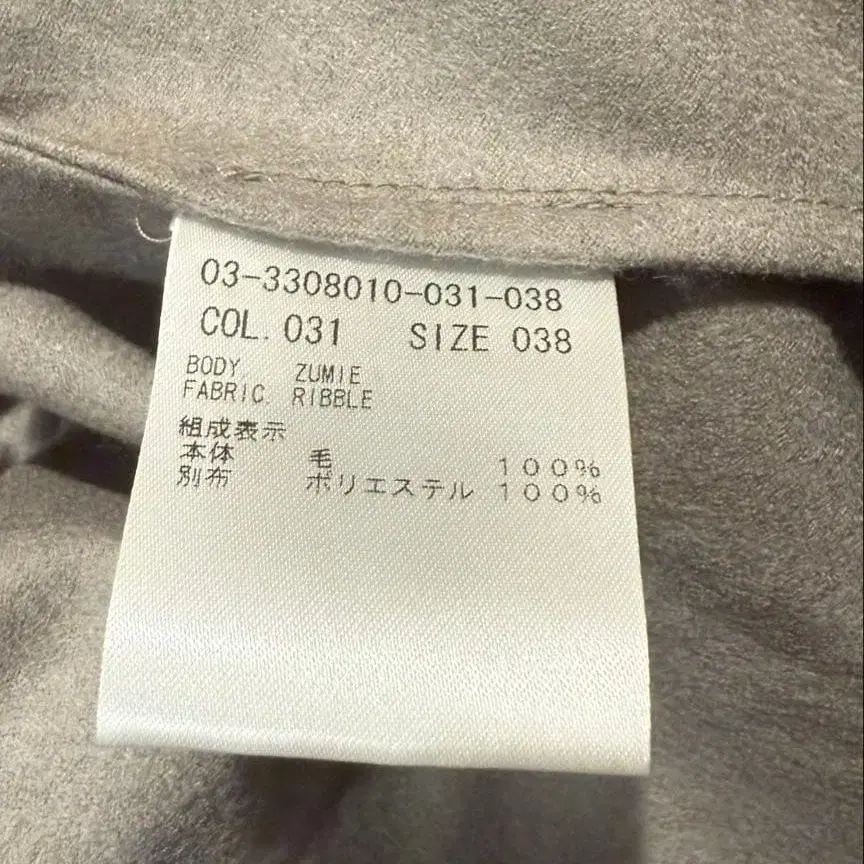 03-3308010-031-038
COL. 031 SIZE 038
BODY. ZUMIE
FABRIC. RIBBLE
組成表示
本体 毛 100%
別布 ポリエステル 100%